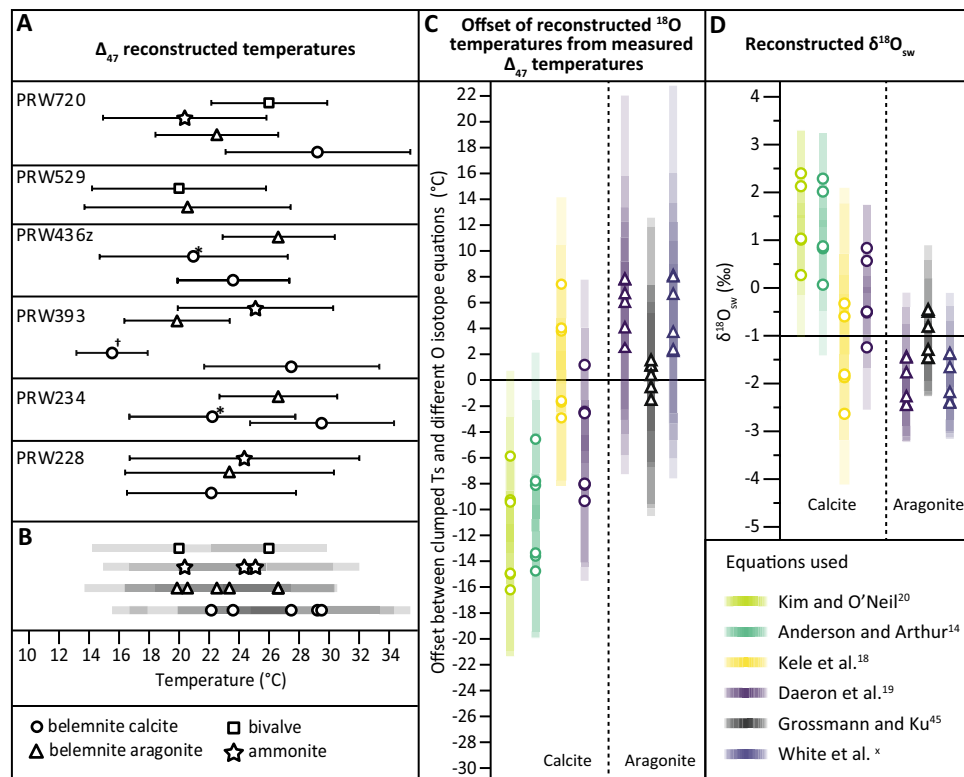 A
Δ47 reconstructed temperatures
PRW720
PRW529
PRW436z
*
PRW393
†
PRW234
*
PRW228
B
10 12 14 16 18 20 22 24 26 28 30 32 34
Temperature (°C)
belemnite calcite
bivalve
belemnite aragonite
ammonite
C
Offset of reconstructed 18O
temperatures from measured
Δ47 temperatures
Offset between clumped Ts and different O isotope equations (°C)
22
20
18
16
14
12
10
8
6
4
2
0
-2
-4
-6
-8
-10
-12
-14
-16
-18
-20
-22
-24
-26
-28
-30
Calcite
Aragonite
D
Reconstructed δ18Osw
δ18Osw (‰)
4
3
2
1
0
-1
-2
-3
-4
-5
Calcite
Aragonite
Equations used
Kim and O'Neil20
Anderson and Arthur14
Kele et al.18
Daeron et al.19
Grossmann and Ku45
White et al. x